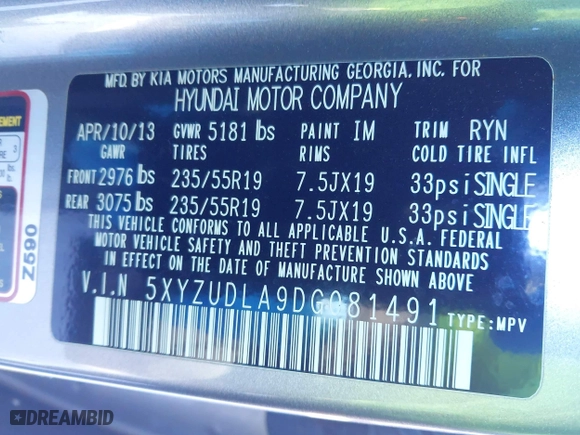 MFD. BY KIA MOTORS MANUFACTURING GEORGIA, INC. FOR
HYUNDAI MOTOR COMPANY
APR/10/13 GVWR 5181 lbs PAINT IM TRIM RYN
GAWR TIRES RIMS COLD TIRE INFL
FRONT 2976 lbs 235/55R19 7.5JX19 33psi SINGLE
REAR 3075 lbs 235/55R19 7.5JX19 33psi SINGLE
THIS VEHICLE CONFORMS TO ALL APPLICABLE U.S.A. FEDERAL
MOTOR VEHICLE SAFETY AND THEFT PREVENTION STANDARDS
IN EFFECT ON THE DATE OF MANUFACTURE SHOWN ABOVE
V.I.N 5XYZUDLA9DG081491 TYPE:MPV
Z590
DREAMBID